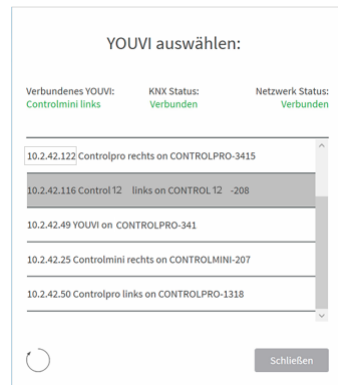 YOUVI auswählen:
Verbundenes YOUVI: KNX Status: Netzwerk Status:
Controlmini links Verbunden Verbunden
10.2.42.122 Controlpro rechts on CONTROLPRO-3415
10.2.42.116 Control 12 links on CONTROL 12 -208
10.2.42.49 YOUVI on CONTROLPRO-341
10.2.42.25 Controlmini rechts on CONTROLMINI-207
10.2.42.50 Controlpro links on CONTROLPRO-1318
Schließen